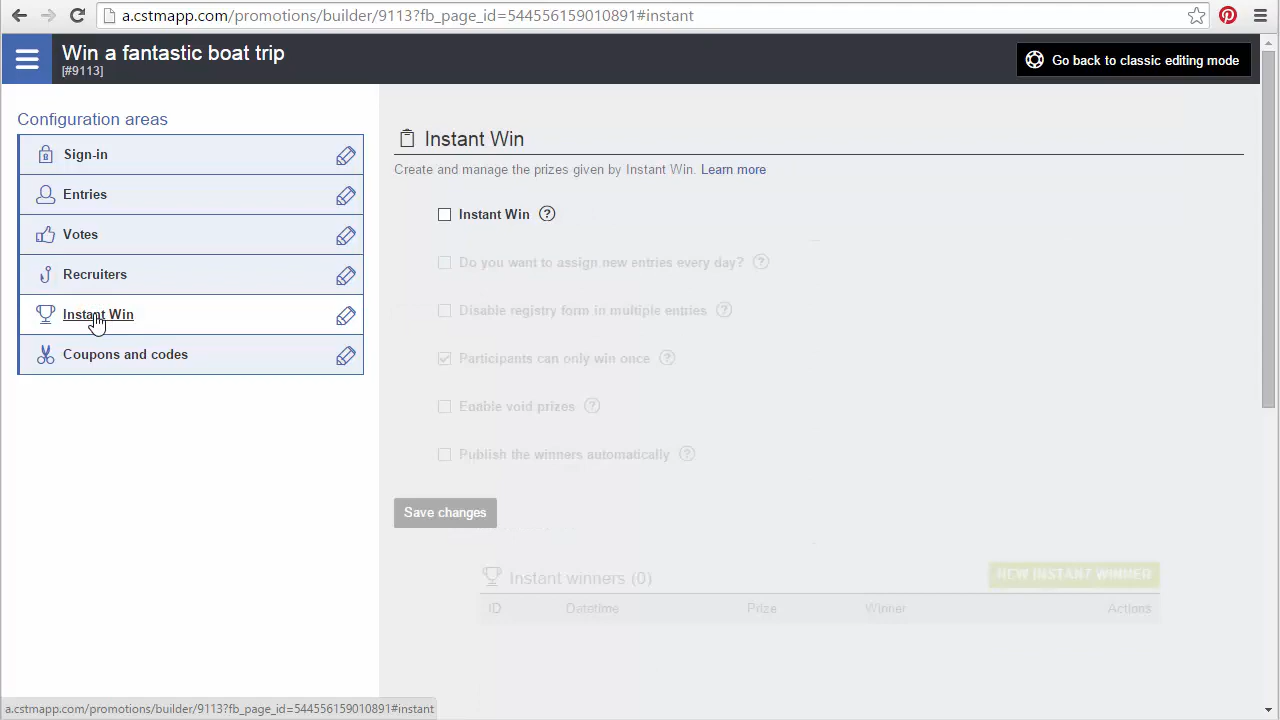 a.cstmapp.com/promotions/builder/9113?fb_page_id=544556159010891#instant
Win a fantastic boat trip
[#9113]
Go back to classic editing mode
Configuration areas
Sign-in
Entries
Votes
Recruiters
Instant Win
Coupons and codes
Instant Win
Create and manage the prizes given by Instant Win. Learn more
Instant Win ?
Do you want to assign new entries every day? ?
Disable registry form in multiple entries ?
Participants can only win once ?
Enable void prizes ?
Publish the winners automatically ?
Save changes
Instant winners (0)
NEW INSTANT WINNER
ID Datetime Prize Winner Actions
a.cstmapp.com/promotions/builder/9113?fb_page_id=544556159010891#instant